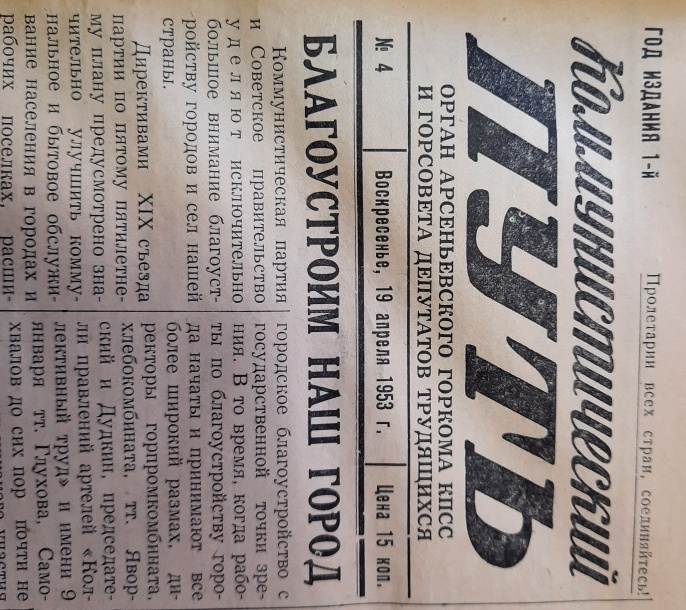 ГОД ИЗДАНИЯ 1-й
Пролетарии всех стран, соединяйтесь!
Коммунистический
ПУТЬ
ОРГАН АРСЕНЬЕВСКОГО ГОРКОМА КПСС
И ГОРСОВЕТА ДЕПУТАТОВ ТРУДЯЩИХСЯ
№ 4
Воскресенье, 19 апреля 1953 г.
Цена 15 коп.
БЛАГОУСТРОИМ НАШ ГОРОД
Коммунистическая партия
и Советское правительство
уделяют исключительно
большое внимание благоуст-
ройству городов и сел нашей
страны.
Директивами XIX съезда
партии по пятому пятилетне-
му плану предусмотрено зна-
чительно улучшить комму-
нальное и бытовое обслужи-
вание населения в городах и
рабочих поселках, расши-
городское благоустройство с
государственной точки зре-
ния. В то время, когда рабо-
ты по благоустройству горо-
да начаты и принимают все
более широкий размах, ди-
ректоры горпромкомбината,
хлебокомбината, тт. Явор-
ский и Дудкин, председате-
ли правлений артелей «Кол-
лективный труд» и имени 9
января тт. Глухова, Само-
хвалов до сих пор почти не
участия